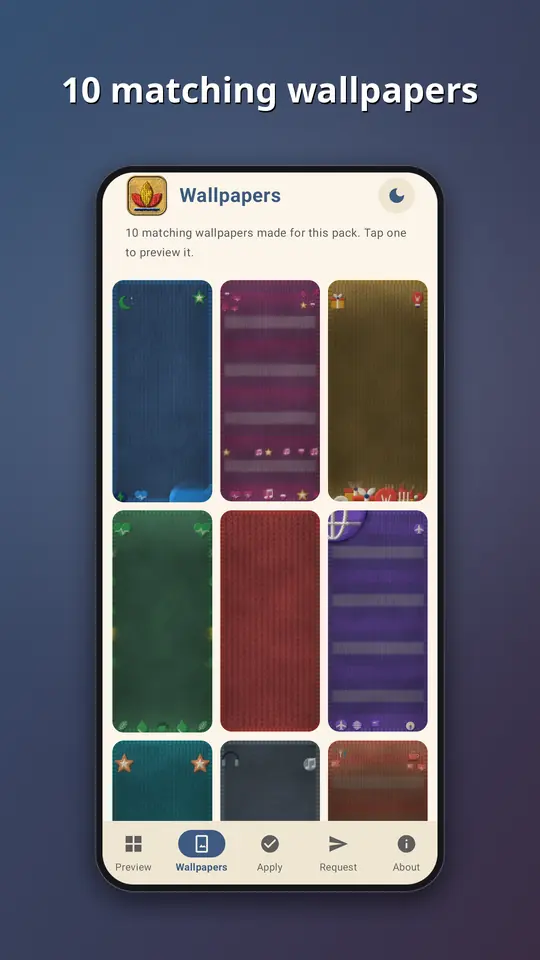 10 matching wallpapers
Wallpapers
10 matching wallpapers made for this pack. Tap one
to preview it.
Preview
Wallpapers
Apply
Request
About